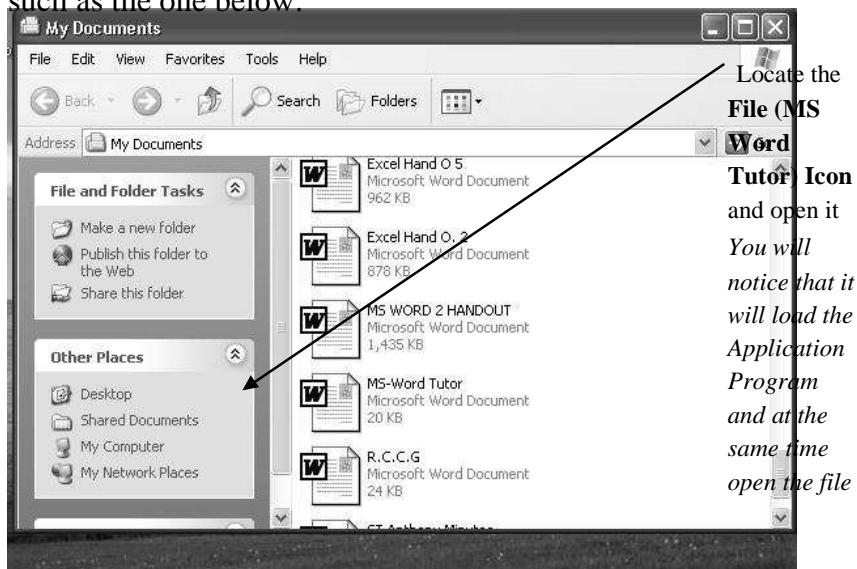 such as the one below.
My Documents
File Edit View Favorites Tools Help
Back Search Folders
Address My Documents
File and Folder Tasks
Make a new folder
Publish this folder to
the Web
Share this folder
Other Places
Desktop
Shared Documents
My Computer
My Network Places
Excel Hand O 5
Microsoft Word Document
962 KB
Excel Hand O. 2
Microsoft Word Document
878 KB
MS WORD 2 HANDOUT
Microsoft Word Document
1,435 KB
MS-Word Tutor
Microsoft Word Document
20 KB
R.C.C.G
Microsoft Word Document
24 KB
Locate the
File (MS
Word
Tutor) Icon
and open it
You will
notice that it
will load the
Application
Program
and at the
same time
open the file